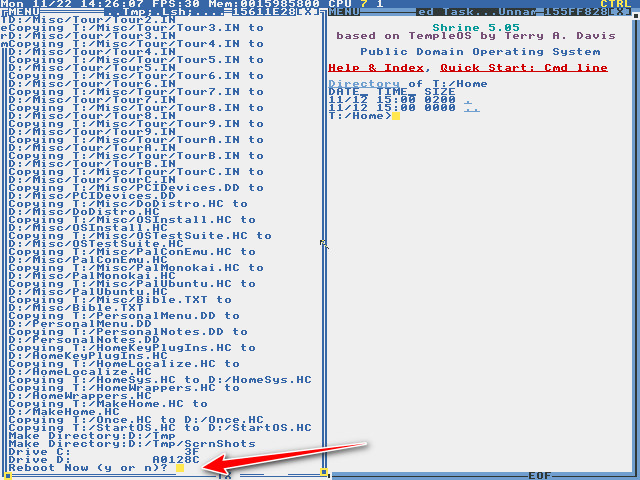 Mon 11/22 14:26:07 FPS:30 Mem:0015985800 CPU 7 1 CTRL
MENU ..Tmp;Lsh;.... 15611E28[X]
D:/Misc/Tour/Tour2.IN
Copying T:/Misc/Tour/Tour3.IN to
D:/Misc/Tour/Tour3.IN
Copying T:/Misc/Tour/Tour4.IN to
D:/Misc/Tour/Tour4.IN
Copying T:/Misc/Tour/Tour5.IN to
D:/Misc/Tour/Tour5.IN
Copying T:/Misc/Tour/Tour6.IN to
D:/Misc/Tour/Tour6.IN
Copying T:/Misc/Tour/Tour7.IN to
D:/Misc/Tour/Tour7.IN
Copying T:/Misc/Tour/Tour8.IN to
D:/Misc/Tour/Tour8.IN
Copying T:/Misc/Tour/Tour9.IN to
D:/Misc/Tour/Tour9.IN
Copying T:/Misc/Tour/TourA.IN to
D:/Misc/Tour/TourA.IN
Copying T:/Misc/Tour/TourB.IN to
D:/Misc/Tour/TourB.IN
Copying T:/Misc/Tour/TourC.IN to
D:/Misc/Tour/TourC.IN
Copying T:/Misc/PCIDevices.DD to
D:/Misc/PCIDevices.DD
Copying T:/Misc/DoDistro.HC to
D:/Misc/DoDistro.HC
Copying T:/Misc/OSInstall.HC to
D:/Misc/OSInstall.HC
Copying T:/Misc/OSTestSuite.HC to
D:/Misc/OSTestSuite.HC
Copying T:/Misc/PalConEmu.HC to
D:/Misc/PalConEmu.HC
Copying T:/Misc/PalMonokai.HC to
D:/Misc/PalMonokai.HC
Copying T:/Misc/PalUbuntu.HC to
D:/Misc/PalUbuntu.HC
Copying T:/Misc/Bible.TXT to
D:/Misc/Bible.TXT
Copying T:/PersonalMenu.DD to
D:/PersonalMenu.DD
Copying T:/PersonalNotes.DD to
D:/PersonalNotes.DD
Copying T:/HomeKeyPlugIns.HC to
D:/HomeKeyPlugIns.HC
Copying T:/HomeLocalize.HC to
D:/HomeLocalize.HC
Copying T:/HomeSys.HC to D:/HomeSys.HC
Copying T:/HomeWrappers.HC to
D:/HomeWrappers.HC
Copying T:/MakeHome.HC to
D:/MakeHome.HC
Copying T:/Once.HC to D:/Once.HC
Copying T:/StartOS.HC to D:/StartOS.HC
Make Directory:D:/Tmp
Make Directory:D:/Tmp/ScrnShots
Drive C: 3F
Drive D: A0128C
Reboot Now (y or n)?
MENU ed Task...Unnar 155FF828[X]
Shrine 5.05
based on TempleOS by Terry A. Davis
Public Domain Operating System
Help & Index, Quick Start: Cmd line
Directory of T:/Home
DATE_ TIME_ SIZE
11/12 15:00 0200 .
11/12 15:00 0000 ..
T:/Home>
EOF